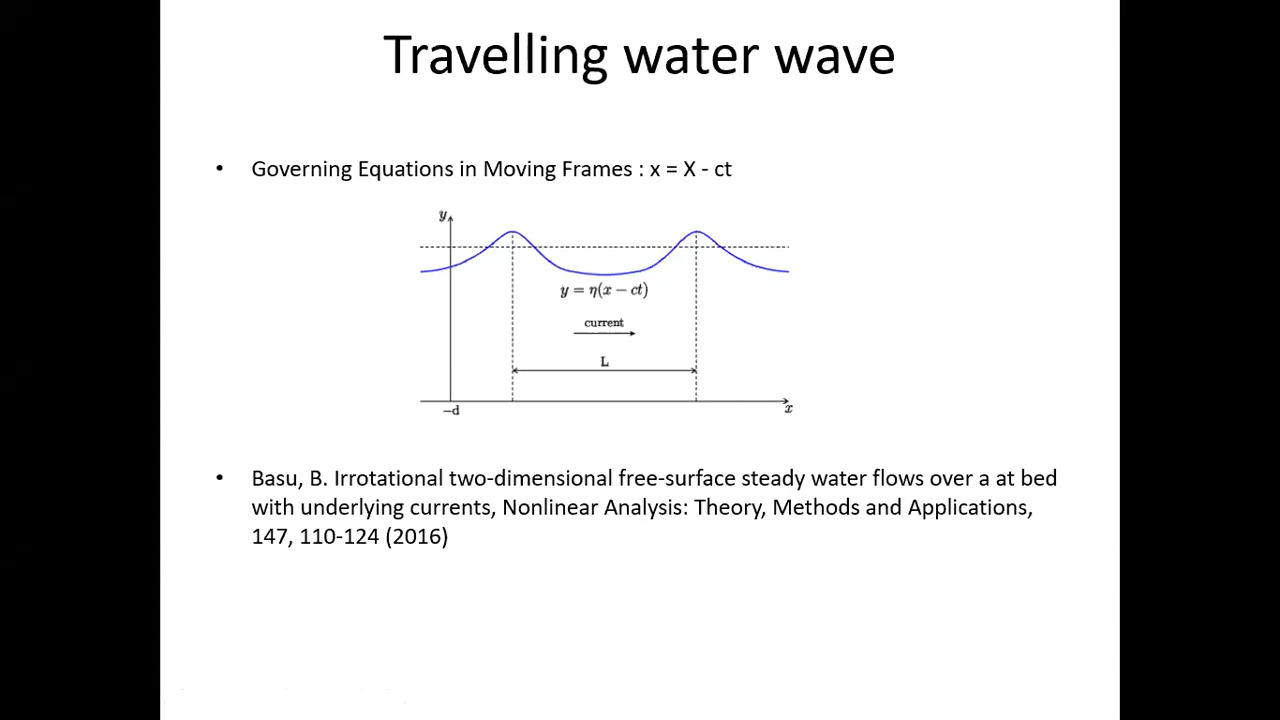 Travelling water wave
• Governing Equations in Moving Frames : x = X - ct
y
y = η(x − ct)
current
L
−d
x
• Basu, B. Irrotational two-dimensional free-surface steady water flows over a at bed
with underlying currents, Nonlinear Analysis: Theory, Methods and Applications,
147, 110-124 (2016)